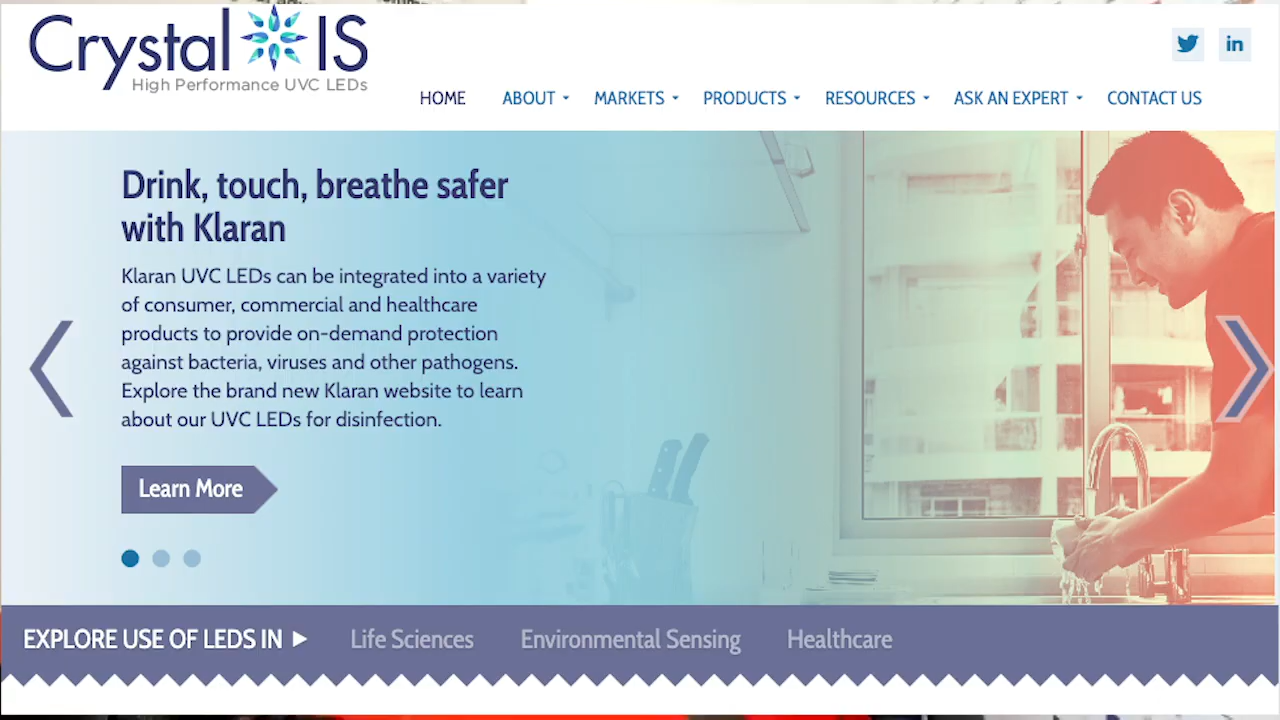 Crystal IS
High Performance UVC LEDs
in
HOME ABOUT MARKETS PRODUCTS RESOURCES ASK AN EXPERT CONTACT US
Drink, touch, breathe safer
with Klaran
Klaran UVC LEDs can be integrated into a variety
of consumer, commercial and healthcare
products to provide on-demand protection
against bacteria, viruses and other pathogens.
Explore the brand new Klaran website to learn
about our UVC LEDs for disinfection.
Learn More
EXPLORE USE OF LEDS IN Life Sciences Environmental Sensing Healthcare